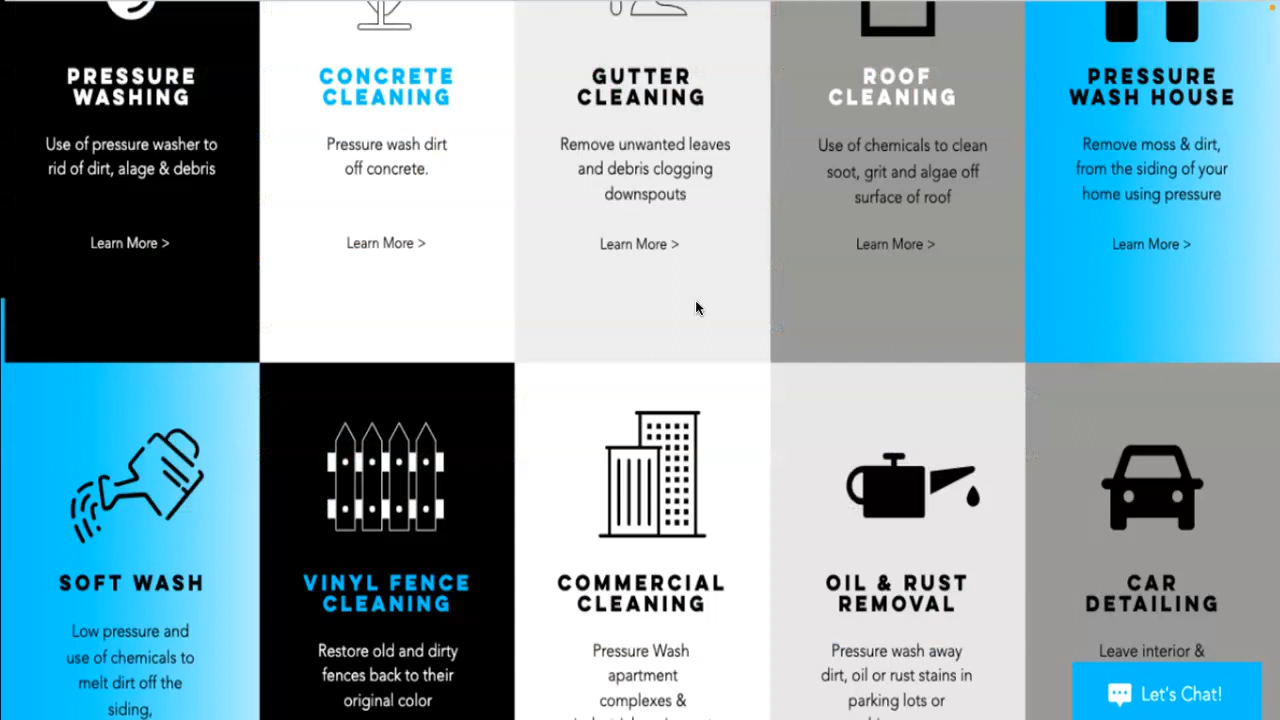 PRESSURE
WASHING
Use of pressure washer to
rid of dirt, alage & debris
Learn More >
CONCRETE
CLEANING
Pressure wash dirt
off concrete.
Learn More >
GUTTER
CLEANING
Remove unwanted leaves
and debris clogging
downspouts
Learn More >
ROOF
CLEANING
Use of chemicals to clean
soot, grit and algae off
surface of roof
Learn More >
PRESSURE
WASH HOUSE
Remove moss & dirt,
from the siding of your
home using pressure
Learn More >
SOFT WASH
Low pressure and
use of chemicals to
melt dirt off the
siding,
VINYL FENCE
CLEANING
Restore old and dirty
fences back to their
original color
COMMERCIAL
CLEANING
Pressure Wash
apartment
complexes &
OIL & RUST
REMOVAL
Pressure wash away
dirt, oil or rust stains in
parking lots or
CAR
DETAILING
Leave interior &
Let's Chat!